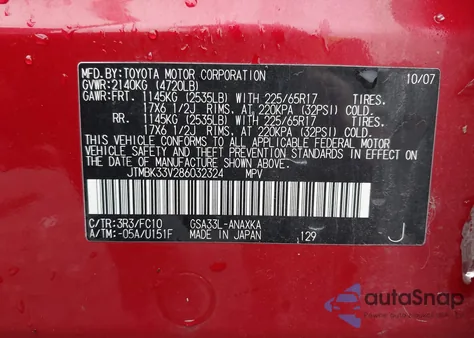 MFD. BY:TOYOTA MOTOR CORPORATION 10/07
GVWR:2140KG (4720LB)
GAWR:FRT. 1145KG (2535LB) WITH 225/65R17 TIRES.
17X6 1/2J RIMS, AT 220KPA (32PSI) COLD.
RR. 1145KG (2535LB) WITH 225/65R17 TIRES.
17X6 1/2J RIMS, AT 220KPA (32PSI) COLD.
THIS VEHICLE CONFORMS TO ALL APPLICABLE FEDERAL MOTOR
VEHICLE SAFETY, THEFT PREVENTION STANDARDS IN EFFECT ON
THE DATE OF MANUFACTURE SHOWN ABOVE.
JTMBK33V286032324 MPV
C/TR:3R3/FC10 GSA33L-ANAXKA
A/TM:-05A/U151F MADE IN JAPAN 129 J
autoSnap